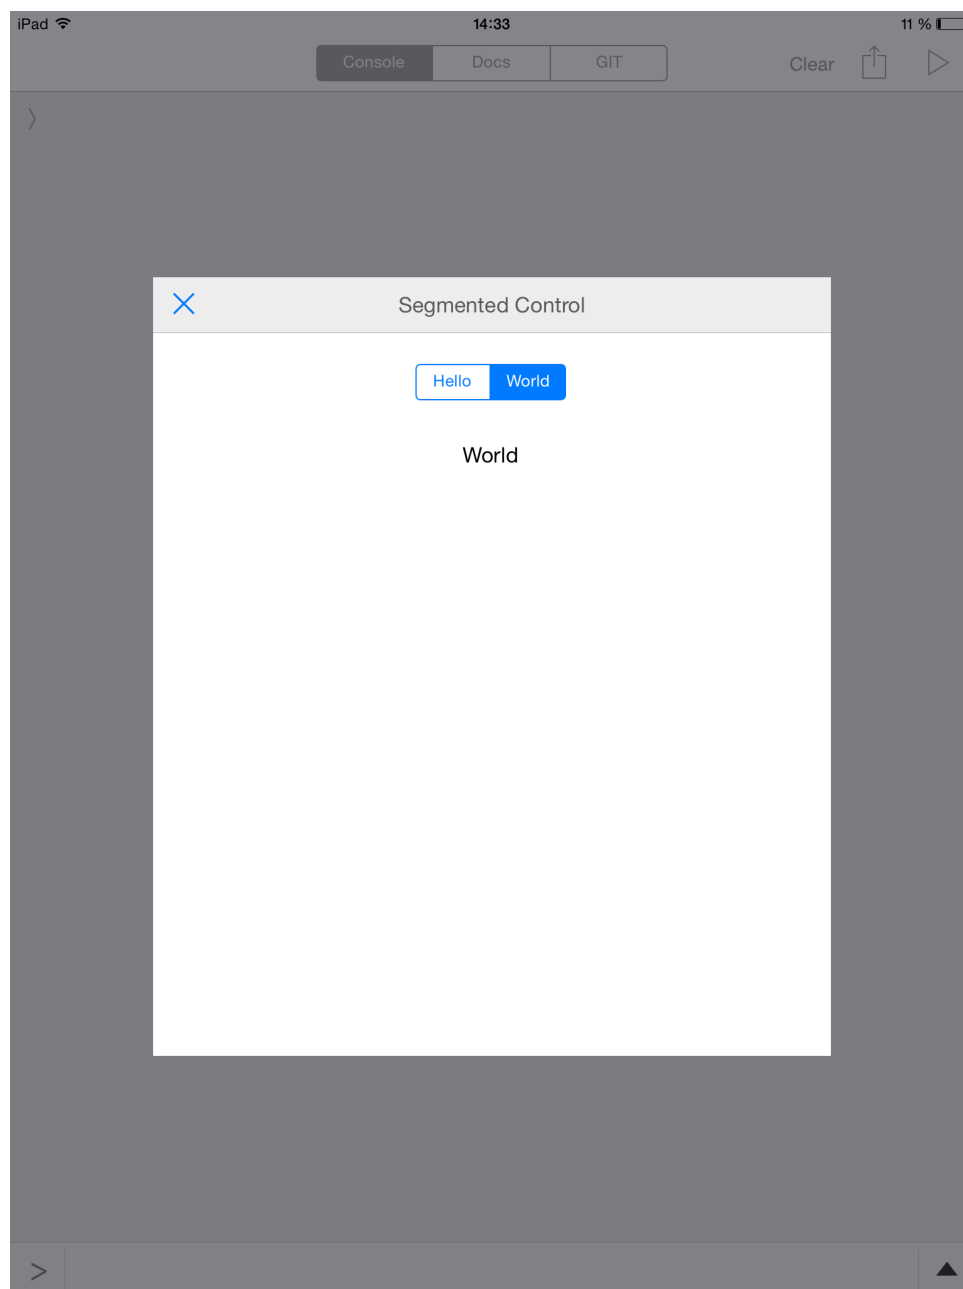 iPad 14:33 11 %
Console Docs GIT Clear
〉
Segmented Control
Hello World
World
>